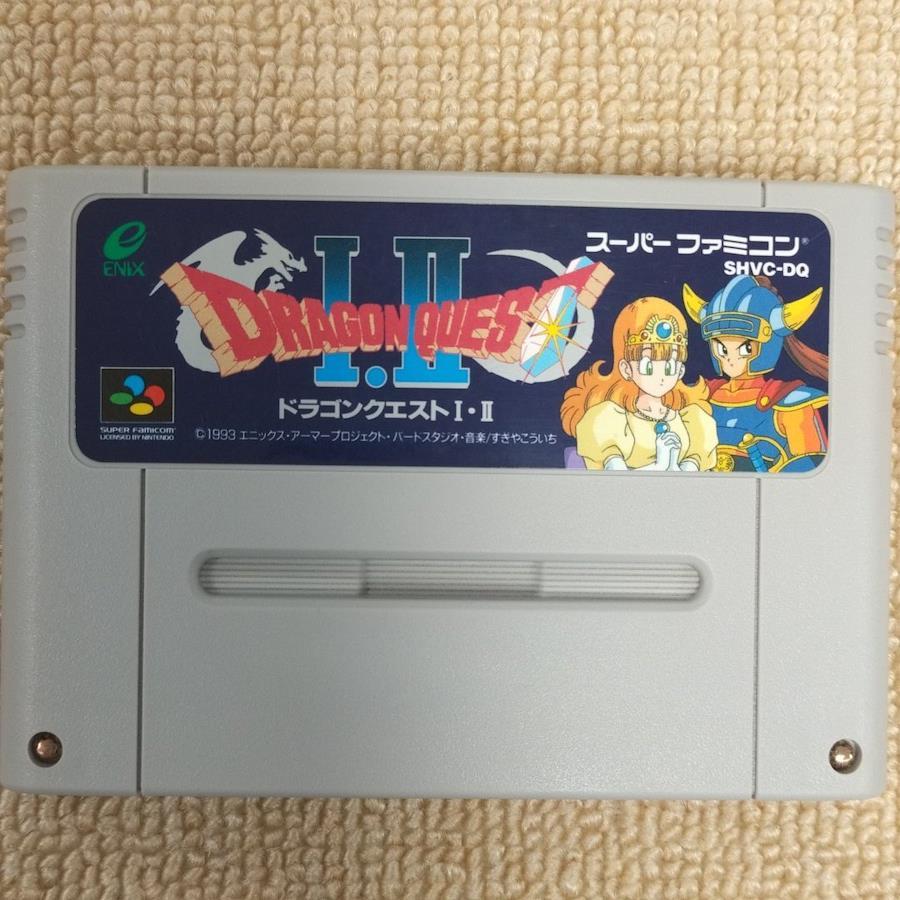 ENIX
I.II
DRAGON QUEST
ドラゴンクエストI・II
スーパーファミコン®
SHVC-DQ
SUPER FAMICOM
LICENSED BY NINTENDO
©1993 エニックス・アーマープロジェクト・バードスタジオ・音楽/すぎやこういち